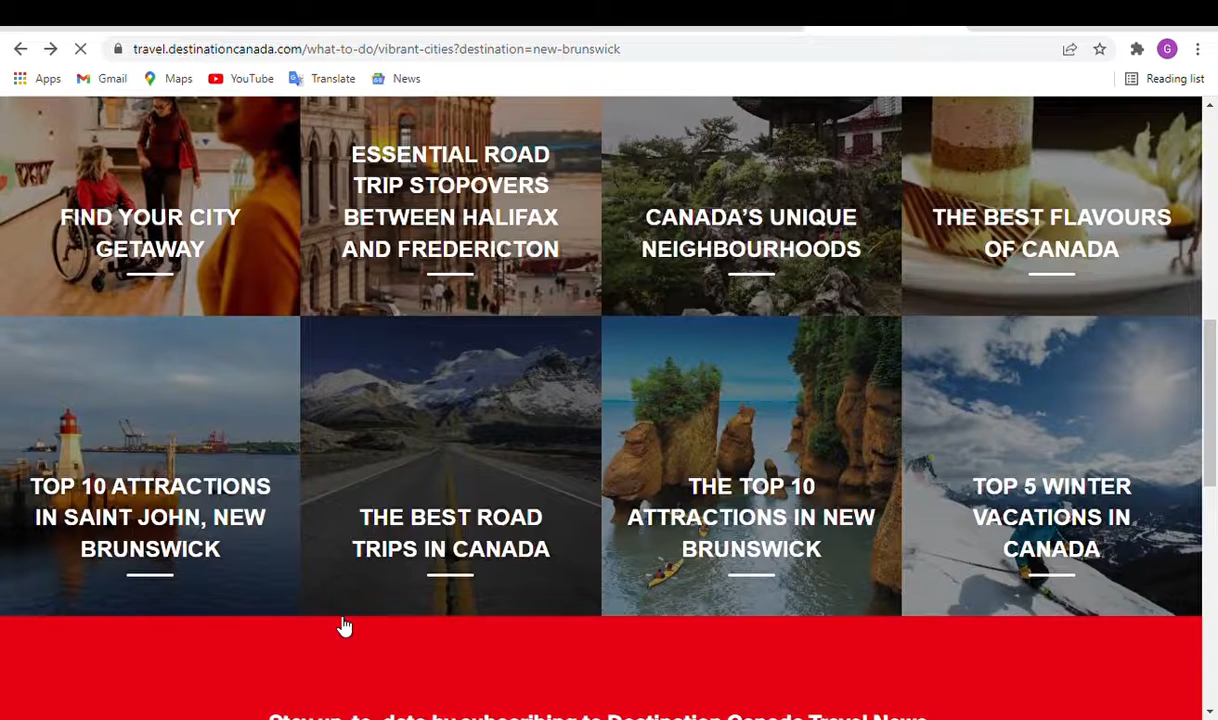 travel.destinationcanada.com/what-to-do/vibrant-cities?destination=new-brunswick
G
Apps
Gmail
Maps
YouTube
Translate
News
Reading list
FIND YOUR CITY
GETAWAY
ESSENTIAL ROAD
TRIP STOPOVERS
BETWEEN HALIFAX
AND FREDERICTON
CANADA’S UNIQUE
NEIGHBOURHOODS
THE BEST FLAVOURS
OF CANADA
TOP 10 ATTRACTIONS
IN SAINT JOHN, NEW
BRUNSWICK
THE BEST ROAD
TRIPS IN CANADA
THE TOP 10
ATTRACTIONS IN NEW
BRUNSWICK
TOP 5 WINTER
VACATIONS IN
CANADA
Stay up-to-date by subscribing to Destination Canada Travel News